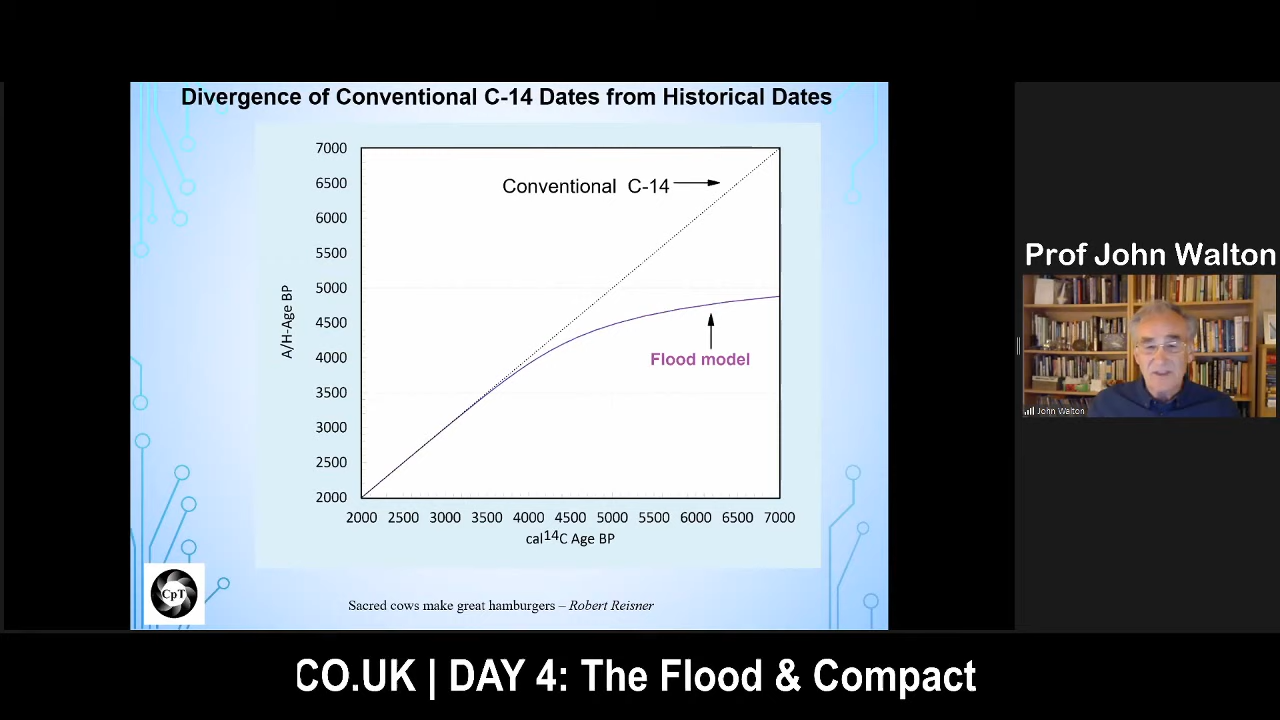 Divergence of Conventional C-14 Dates from Historical Dates
7000
6500
6000
5500
5000
4500
4000
3500
3000
2500
2000
A/H-Age BP
Conventional C-14
Flood model
2000 2500 3000 3500 4000 4500 5000 5500 6000 6500 7000
cal14C Age BP
CpT
Sacred cows make great hamburgers – Robert Reisner
Prof John Walton
John Walton
CO.UK | DAY 4: The Flood & Compact